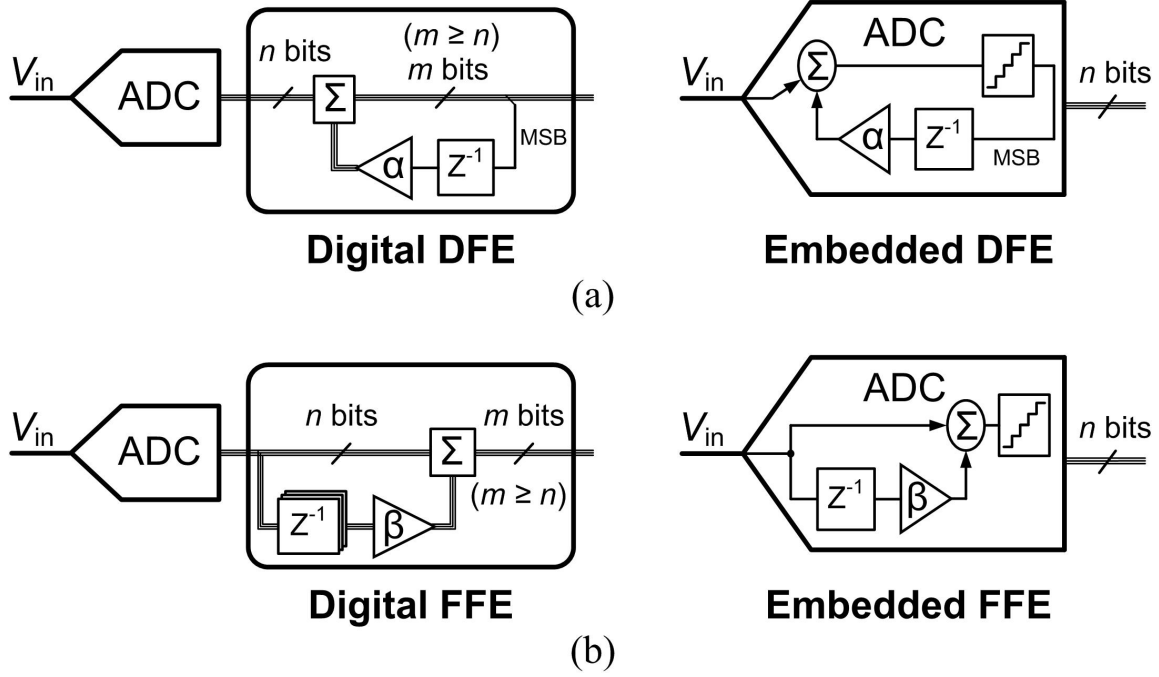 V_in
ADC
n bits
Σ
(m ≥ n)
m bits
MSB
α
Z⁻¹
Digital DFE
V_in
ADC
Σ
α
Z⁻¹
MSB
n bits
Embedded DFE
(a)
V_in
ADC
n bits
Σ
m bits
(m ≥ n)
Z⁻¹
β
Digital FFE
V_in
ADC
Σ
Z⁻¹
β
n bits
Embedded FFE
(b)